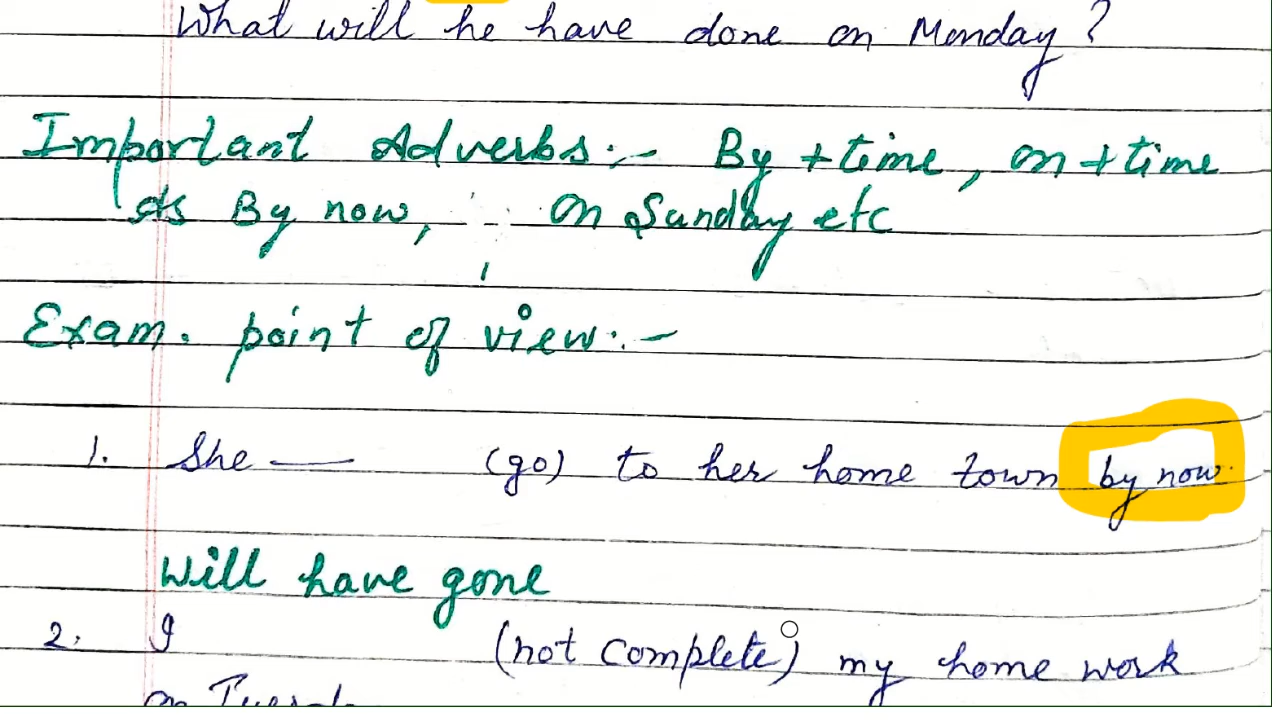 What will he have done on Monday?
Important Adverbs:- By + time, on + time
as By now, on Sunday etc
Exam. point of view:-
1. She — (go) to her home town by now.
will have gone
2. I (not complete) my home work
on